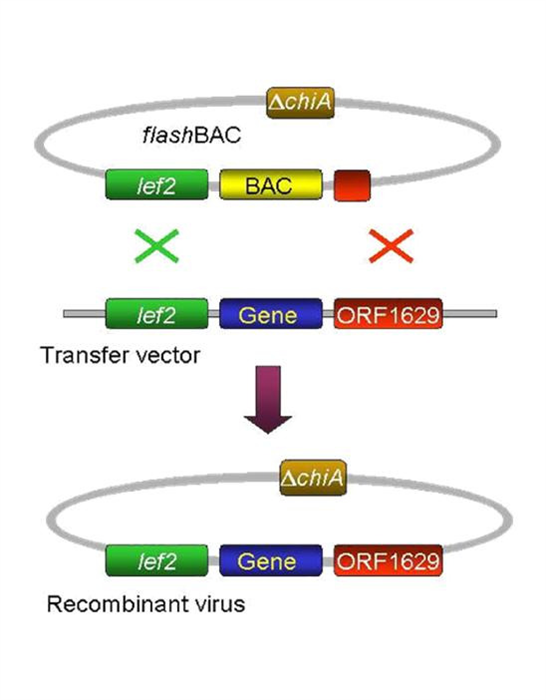 ΔchiA
flashBAC
lef2 BAC
lef2 Gene ORF1629
Transfer vector
ΔchiA
lef2 Gene ORF1629
Recombinant virus